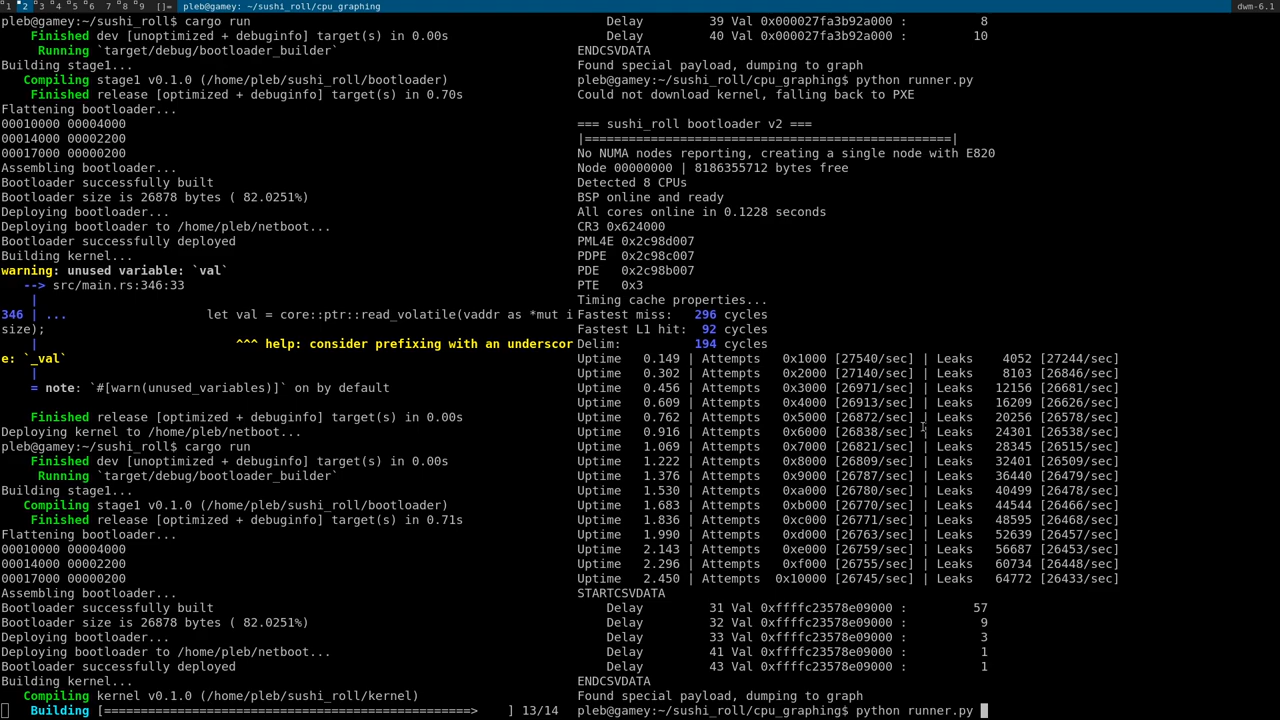 1 2 3 4 5 6 7 8 9 []= pleb@gamey: ~/sushi_roll/cpu_graphing dwm-6.1
pleb@gamey:~/sushi_roll$ cargo run
Finished dev [unoptimized + debuginfo] target(s) in 0.00s
Running `target/debug/bootloader_builder`
Building stage1...
Compiling stage1 v0.1.0 (/home/pleb/sushi_roll/bootloader)
Finished release [optimized + debuginfo] target(s) in 0.70s
Flattening bootloader...
00010000 00004000
00014000 00002200
00017000 00000200
Assembling bootloader...
Bootloader successfully built
Bootloader size is 26878 bytes ( 82.0251%)
Deploying bootloader...
Deploying bootloader to /home/pleb/netboot...
Bootloader successfully deployed
Building kernel...
warning: unused variable: `val`
--> src/main.rs:346:33
|
346 | ... let val = core::ptr::read_volatile(vaddr as *mut i
size);
| ^^^ help: consider prefixing with an underscor
e: `_val`
|
= note: `#[warn(unused_variables)]` on by default
Finished release [optimized + debuginfo] target(s) in 0.00s
Deploying kernel to /home/pleb/netboot...
pleb@gamey:~/sushi_roll$ cargo run
Finished dev [unoptimized + debuginfo] target(s) in 0.00s
Running `target/debug/bootloader_builder`
Building stage1...
Compiling stage1 v0.1.0 (/home/pleb/sushi_roll/bootloader)
Finished release [optimized + debuginfo] target(s) in 0.71s
Flattening bootloader...
00010000 00004000
00014000 00002200
00017000 00000200
Assembling bootloader...
Bootloader successfully built
Bootloader size is 26878 bytes ( 82.0251%)
Deploying bootloader...
Deploying bootloader to /home/pleb/netboot...
Bootloader successfully deployed
Building kernel...
Compiling kernel v0.1.0 (/home/pleb/sushi_roll/kernel)
Building [==================================================> ] 13/14
Delay 39 Val 0x000027fa3b92a000 : 8
Delay 40 Val 0x000027fa3b92a000 : 10
ENDCSVDATA
Found special payload, dumping to graph
pleb@gamey:~/sushi_roll/cpu_graphing$ python runner.py
Could not download kernel, falling back to PXE
=== sushi_roll bootloader v2 ===
|==================================================|
No NUMA nodes reporting, creating a single node with E820
Node 00000000 | 8186355712 bytes free
Detected 8 CPUs
BSP online and ready
All cores online in 0.1228 seconds
CR3 0x624000
PML4E 0x2c98d007
PDPE 0x2c98c007
PDE 0x2c98b007
PTE 0x3
Timing cache properties...
Fastest miss: 296 cycles
Fastest L1 hit: 92 cycles
Delim: 194 cycles
Uptime 0.149 | Attempts 0x1000 [27540/sec] | Leaks 4052 [27244/sec]
Uptime 0.302 | Attempts 0x2000 [27140/sec] | Leaks 8103 [26846/sec]
Uptime 0.456 | Attempts 0x3000 [26971/sec] | Leaks 12156 [26681/sec]
Uptime 0.609 | Attempts 0x4000 [26913/sec] | Leaks 16209 [26626/sec]
Uptime 0.762 | Attempts 0x5000 [26872/sec] | Leaks 20256 [26578/sec]
Uptime 0.916 | Attempts 0x6000 [26838/sec] | Leaks 24301 [26538/sec]
Uptime 1.069 | Attempts 0x7000 [26821/sec] | Leaks 28345 [26515/sec]
Uptime 1.222 | Attempts 0x8000 [26809/sec] | Leaks 32401 [26509/sec]
Uptime 1.376 | Attempts 0x9000 [26787/sec] | Leaks 36440 [26479/sec]
Uptime 1.530 | Attempts 0xa000 [26780/sec] | Leaks 40499 [26478/sec]
Uptime 1.683 | Attempts 0xb000 [26770/sec] | Leaks 44544 [26466/sec]
Uptime 1.836 | Attempts 0xc000 [26771/sec] | Leaks 48595 [26468/sec]
Uptime 1.990 | Attempts 0xd000 [26763/sec] | Leaks 52639 [26457/sec]
Uptime 2.143 | Attempts 0xe000 [26759/sec] | Leaks 56687 [26453/sec]
Uptime 2.296 | Attempts 0xf000 [26755/sec] | Leaks 60734 [26448/sec]
Uptime 2.450 | Attempts 0x10000 [26745/sec] | Leaks 64772 [26433/sec]
STARTCSVDATA
Delay 31 Val 0xffffc23578e09000 : 57
Delay 32 Val 0xffffc23578e09000 : 9
Delay 33 Val 0xffffc23578e09000 : 3
Delay 41 Val 0xffffc23578e09000 : 1
Delay 43 Val 0xffffc23578e09000 : 1
ENDCSVDATA
Found special payload, dumping to graph
pleb@gamey:~/sushi_roll/cpu_graphing$ python runner.py